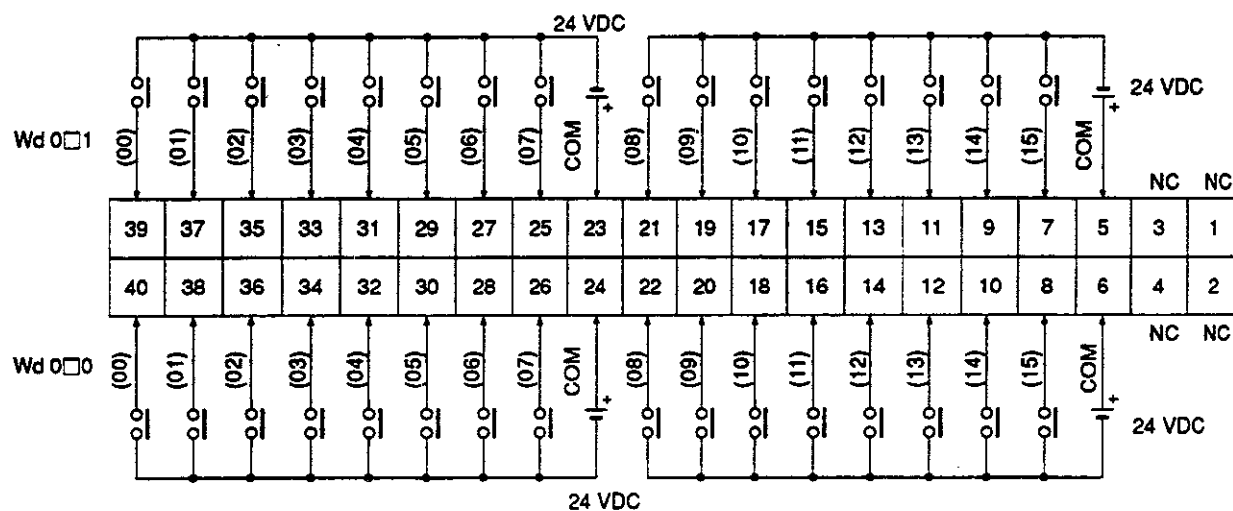 24 VDC
24 VDC
Wd 0□1
(00) (01) (02) (03) (04) (05) (06) (07) COM + (08) (09) (10) (11) (12) (13) (14) (15) COM +
NC NC
39 37 35 33 31 29 27 25 23 21 19 17 15 13 11 9 7 5 3 1
40 38 36 34 32 30 28 26 24 22 20 18 16 14 12 10 8 6 4 2
NC NC
Wd 0□0
(00) (01) (02) (03) (04) (05) (06) (07) COM + (08) (09) (10) (11) (12) (13) (14) (15) COM +
24 VDC
24 VDC